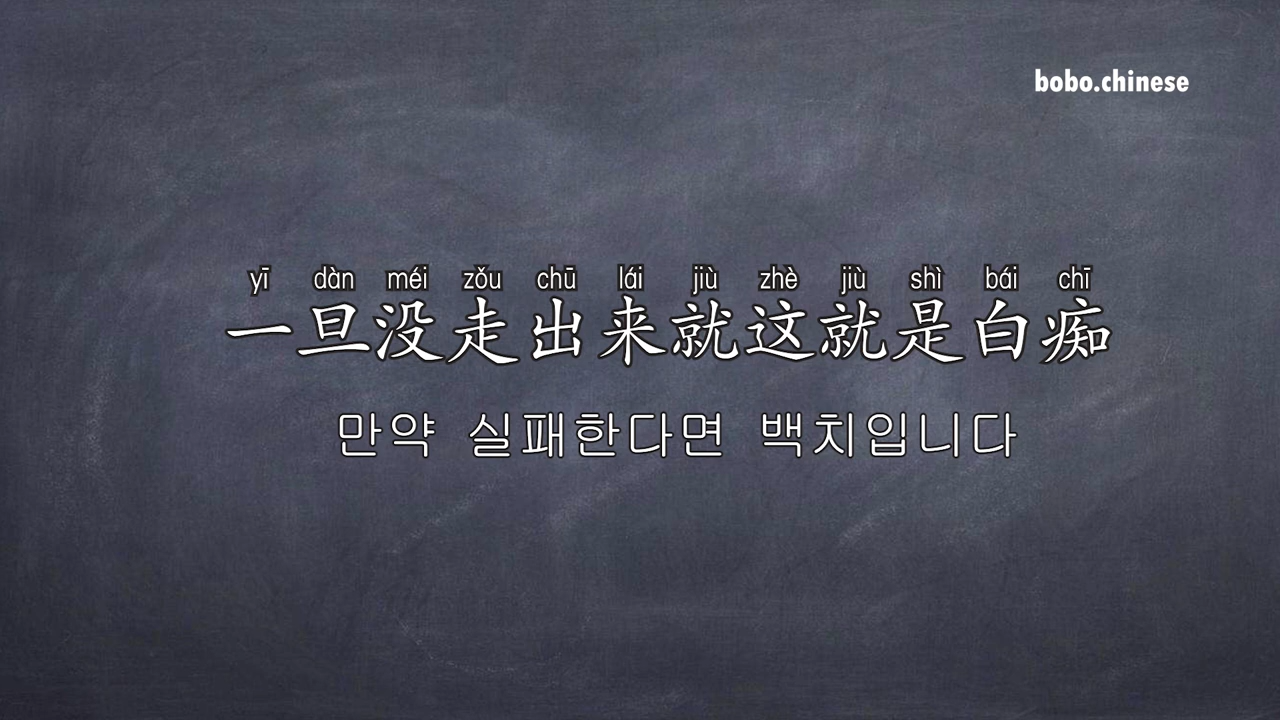 bobo.chinese
yī dàn méi zǒu chū lái jiù zhè jiù shì bái chī
一旦没走出来就这就是白痴
만약 실패한다면 백치입니다